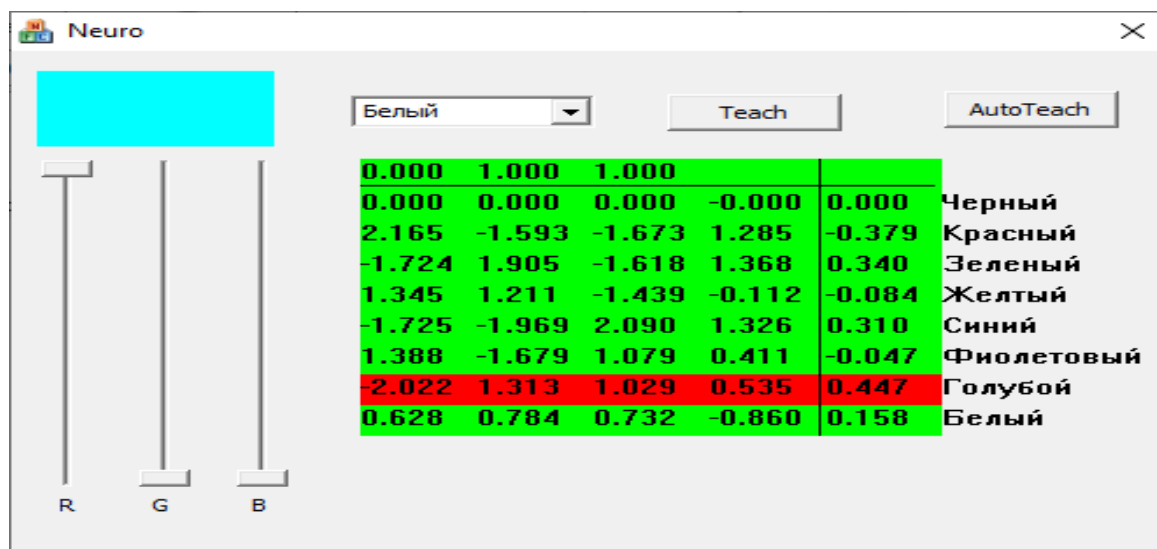 Neuro
Белый Teach AutoTeach
0.000 1.000 1.000
0.000 0.000 0.000 -0.000 0.000 Черный
2.165 -1.593 -1.673 1.285 -0.379 Красный
-1.724 1.905 -1.618 1.368 0.340 Зеленый
1.345 1.211 -1.439 -0.112 -0.084 Желтый
-1.725 -1.969 2.090 1.326 0.310 Синий
1.388 -1.679 1.079 0.411 -0.047 Фиолетовый
-2.022 1.313 1.029 0.535 0.447 Голубой
0.628 0.784 0.732 -0.860 0.158 Белый
R G B